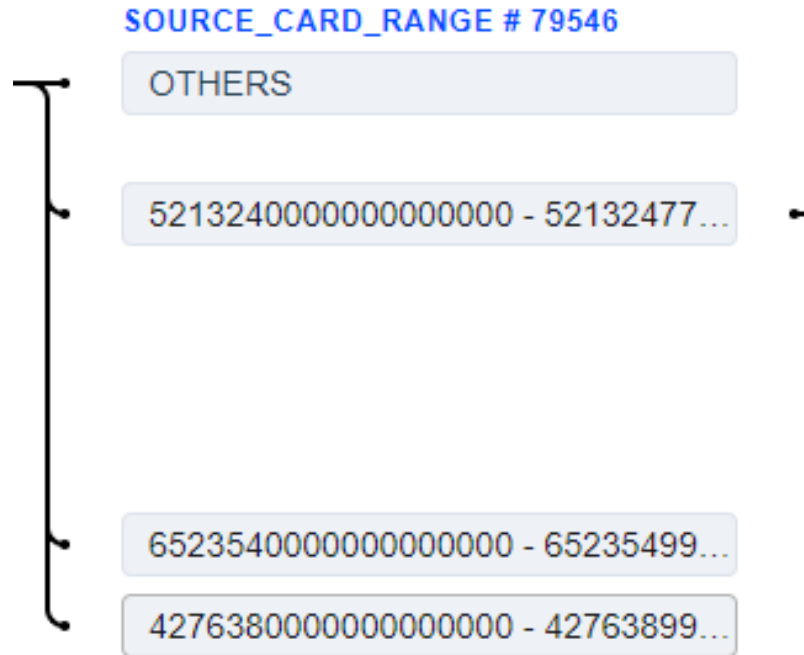 SOURCE_CARD_RANGE # 79546
OTHERS
5213240000000000000 - 52132477...
6523540000000000000 - 65235499...
4276380000000000000 - 42763899...